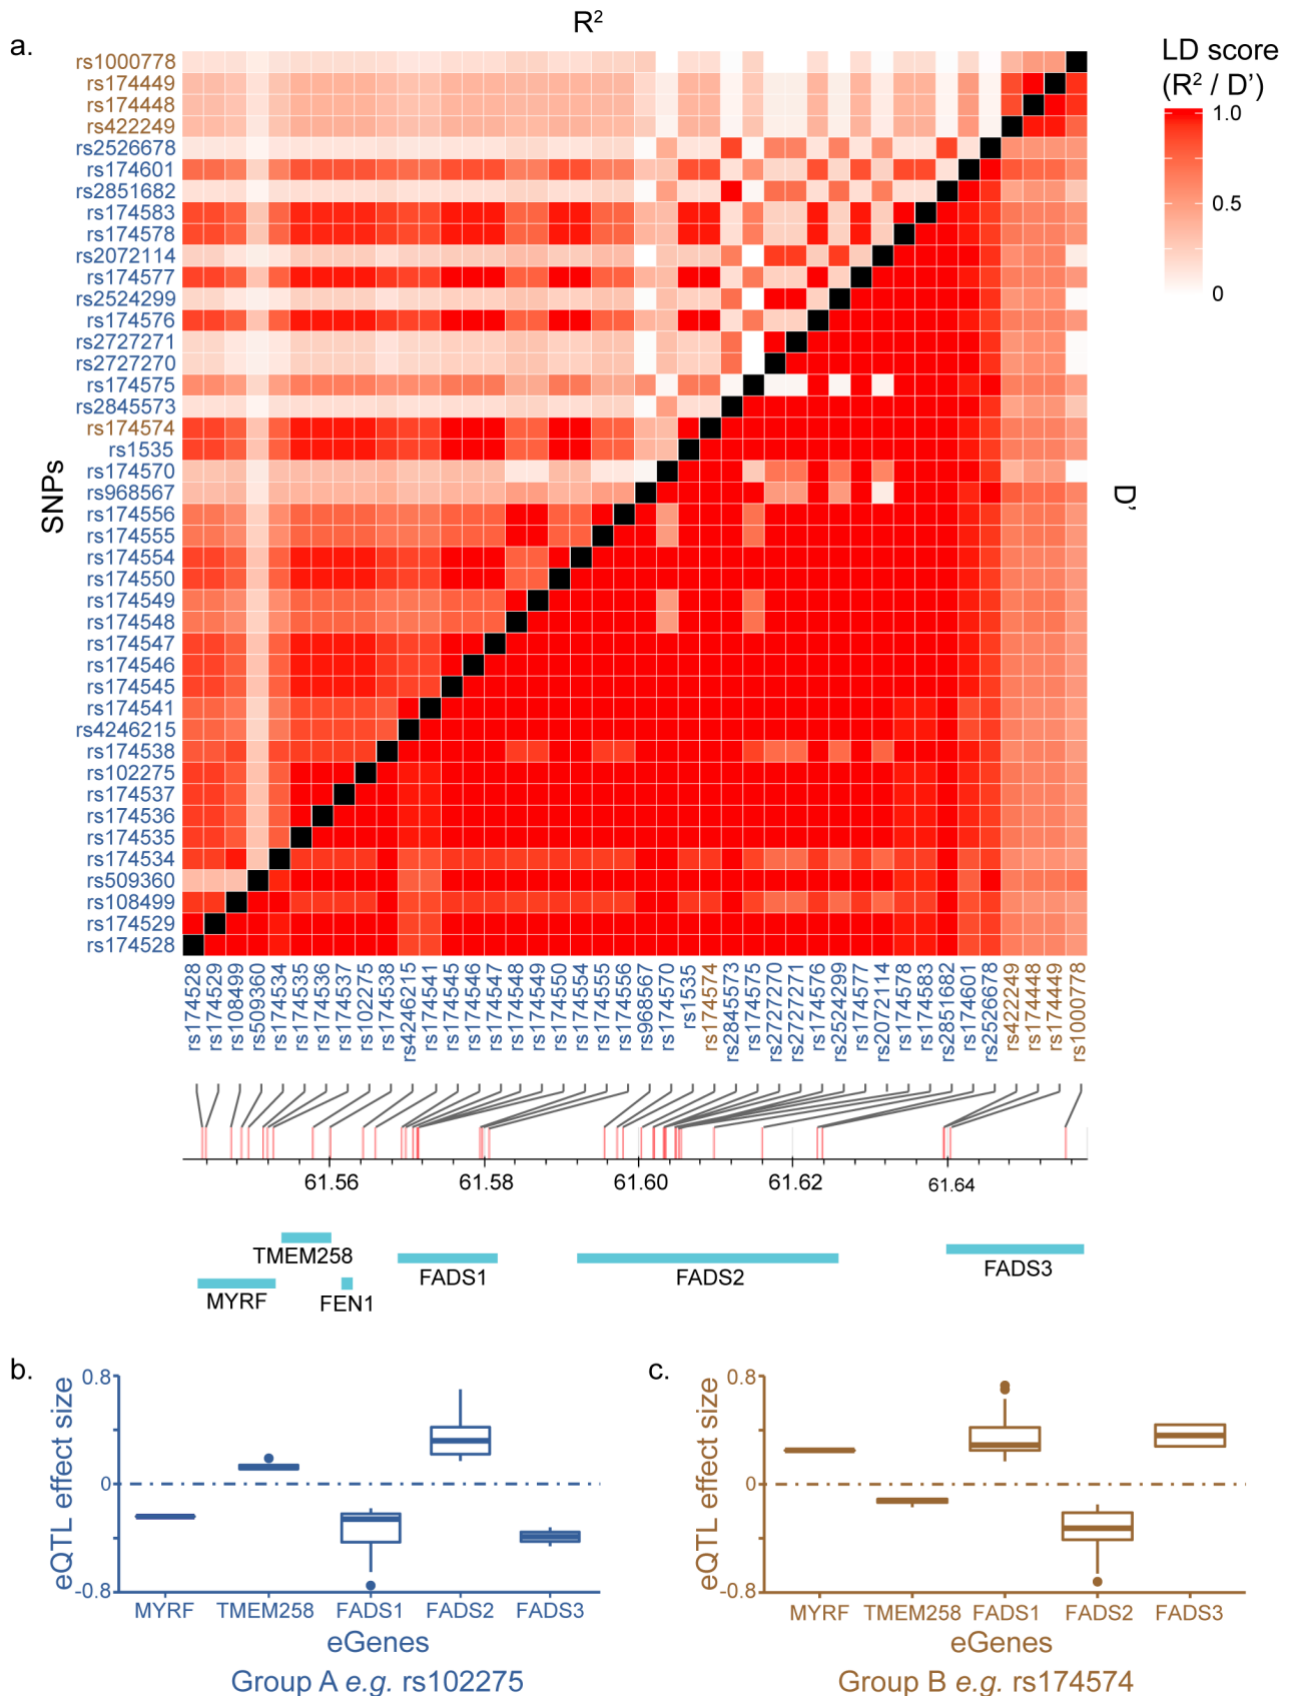 a.
R²
LD score
(R² / D’)
1.0
0.5
0
SNPs
D’
rs1000778
rs174449
rs174448
rs422249
rs2526678
rs174601
rs2851682
rs174583
rs174578
rs2072114
rs174577
rs2524299
rs174576
rs2727271
rs2727270
rs174575
rs2845573
rs174574
rs1535
rs174570
rs968567
rs174556
rs174555
rs174554
rs174550
rs174549
rs174548
rs174547
rs174546
rs174545
rs174541
rs4246215
rs174538
rs102275
rs174537
rs174536
rs174535
rs174534
rs509360
rs108499
rs174529
rs174528
rs174528
rs174529
rs108499
rs509360
rs174534
rs174535
rs174536
rs174537
rs102275
rs174538
rs4246215
rs174541
rs174545
rs174546
rs174547
rs174548
rs174549
rs174550
rs174554
rs174555
rs174556
rs968567
rs174570
rs1535
rs174574
rs2845573
rs174575
rs2727270
rs2727271
rs174576
rs2524299
rs174577
rs2072114
rs174578
rs174583
rs2851682
rs174601
rs2526678
rs422249
rs174448
rs174449
rs1000778
61.56 61.58 61.60 61.62 61.64
TMEM258
FADS1
FADS2
FADS3
MYRF
FEN1
b.
eQTL effect size
0.8
0
-0.8
MYRF TMEM258 FADS1 FADS2 FADS3
eGenes
Group A e.g. rs102275
c.
eQTL effect size
0.8
0
-0.8
MYRF TMEM258 FADS1 FADS2 FADS3
eGenes
Group B e.g. rs174574